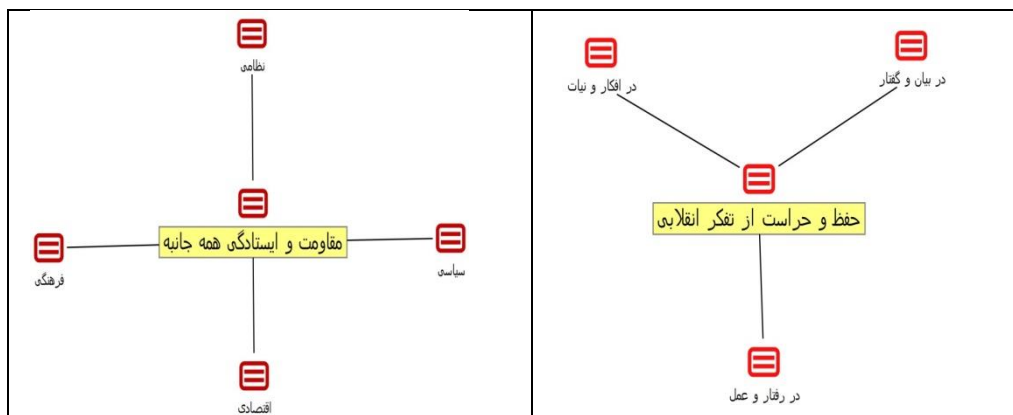 نظامی
مقاومت و ایستادگی همه جانبه
سیاسی
فرهنگی
اقتصادی
در بیان و گفتار
در افکار و نیات
حفظ و حراست از تفکر انقلابی
در رفتار و عمل